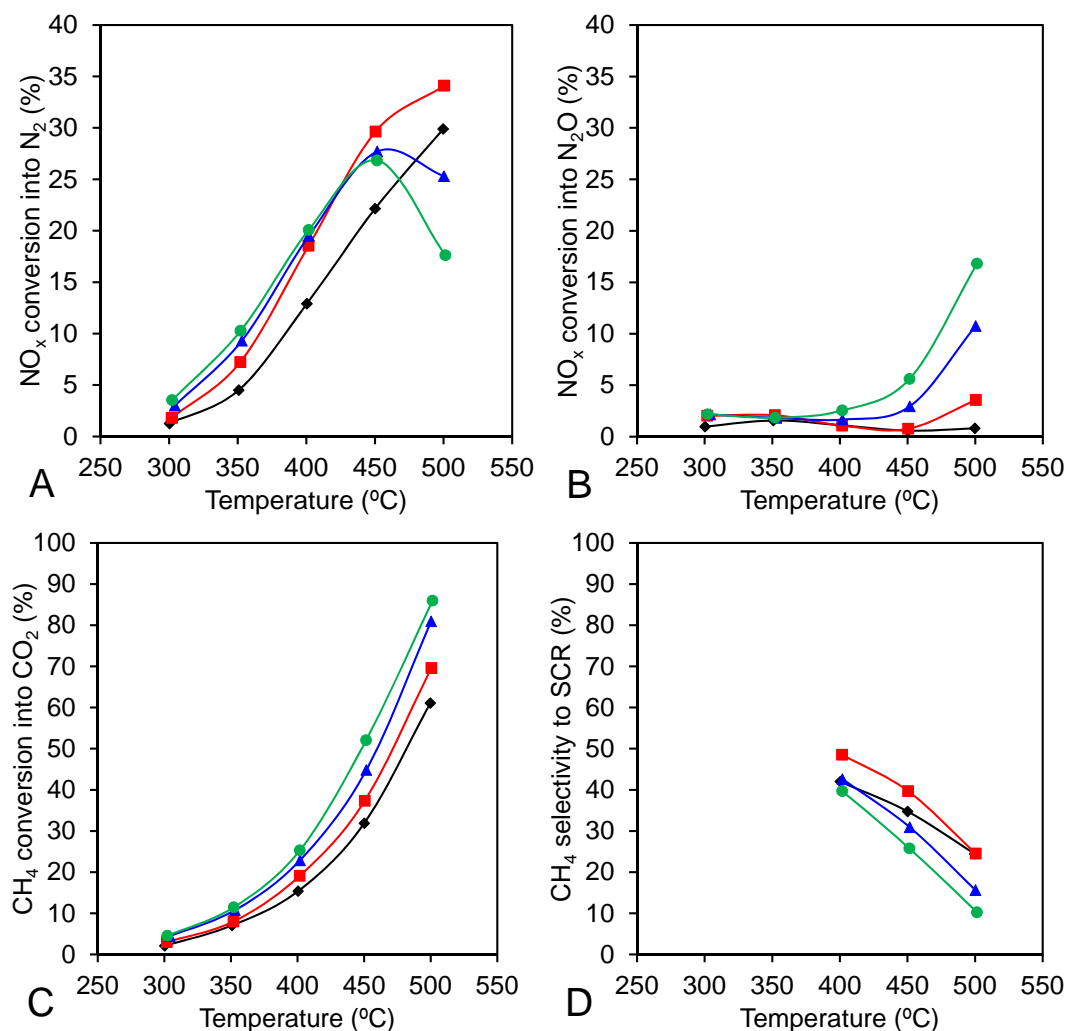 NOx conversion into N2 (%)
40
35
30
25
20
15
10
5
0
250 300 350 400 450 500 550
Temperature (ºC)
A
NOx conversion into N2O (%)
40
35
30
25
20
15
10
5
0
250 300 350 400 450 500 550
Temperature (ºC)
B
CH4 conversion into CO2 (%)
100
90
80
70
60
50
40
30
20
10
0
250 300 350 400 450 500 550
Temperature (ºC)
C
CH4 selectivity to SCR (%)
100
90
80
70
60
50
40
30
20
10
0
250 300 350 400 450 500 550
Temperature (ºC)
D